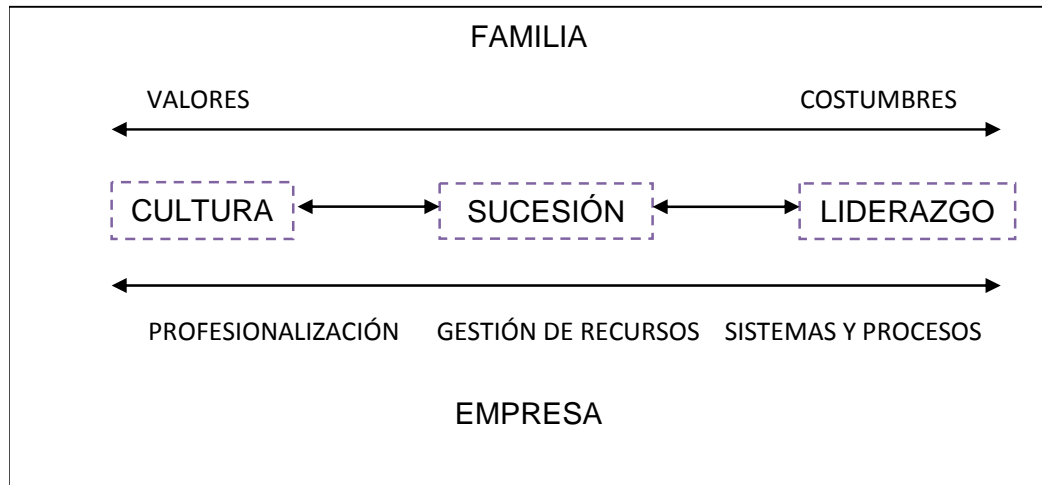 FAMILIA
VALORES COSTUMBRES
CULTURA SUCESIÓN LIDERAZGO
PROFESIONALIZACIÓN GESTIÓN DE RECURSOS SISTEMAS Y PROCESOS
EMPRESA